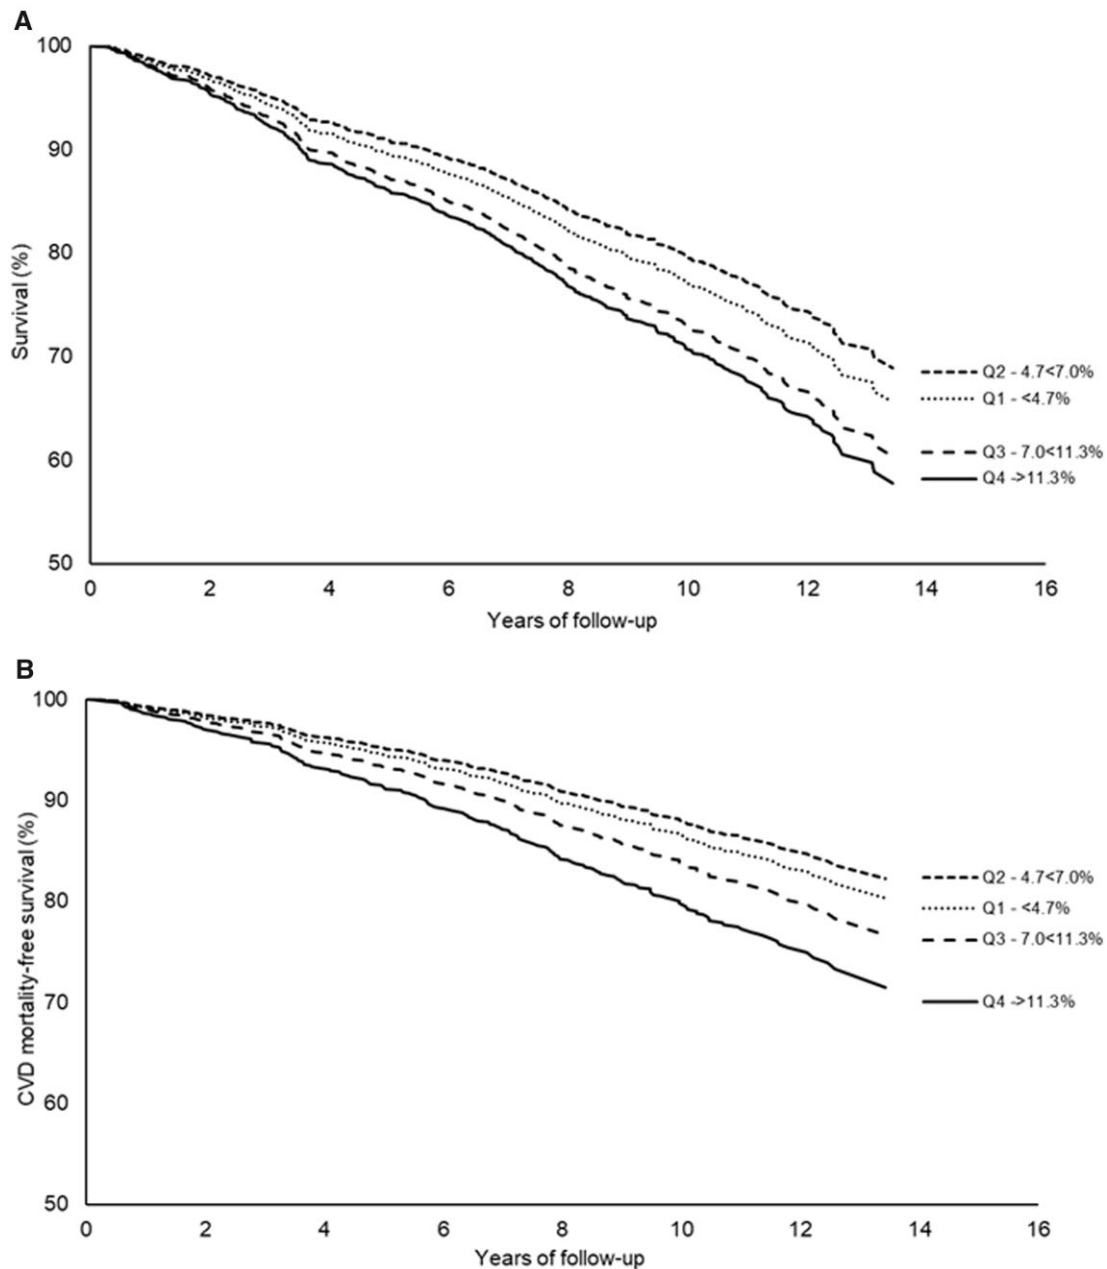 A
100
90
80
70
60
50
Survival (%)
Q2 - 4.7<7.0%
Q1 - <4.7%
Q3 - 7.0<11.3%
Q4 ->11.3%
0 2 4 6 8 10 12 14 16
Years of follow-up
B
100
90
80
70
60
50
CVD mortality-free survival (%)
Q2 - 4.7<7.0%
Q1 - <4.7%
Q3 - 7.0<11.3%
Q4 ->11.3%
0 2 4 6 8 10 12 14 16
Years of follow-up